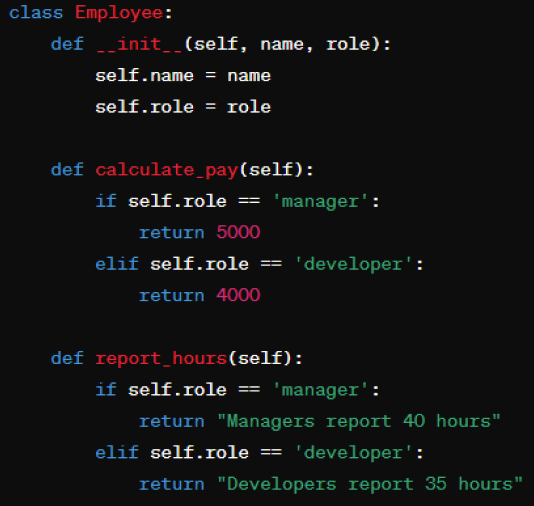 class Employee:
    def __init__(self, name, role):
        self.name = name
        self.role = role

    def calculate_pay(self):
        if self.role == 'manager':
            return 5000
        elif self.role == 'developer':
            return 4000

    def report_hours(self):
        if self.role == 'manager':
            return "Managers report 40 hours"
        elif self.role == 'developer':
            return "Developers report 35 hours"